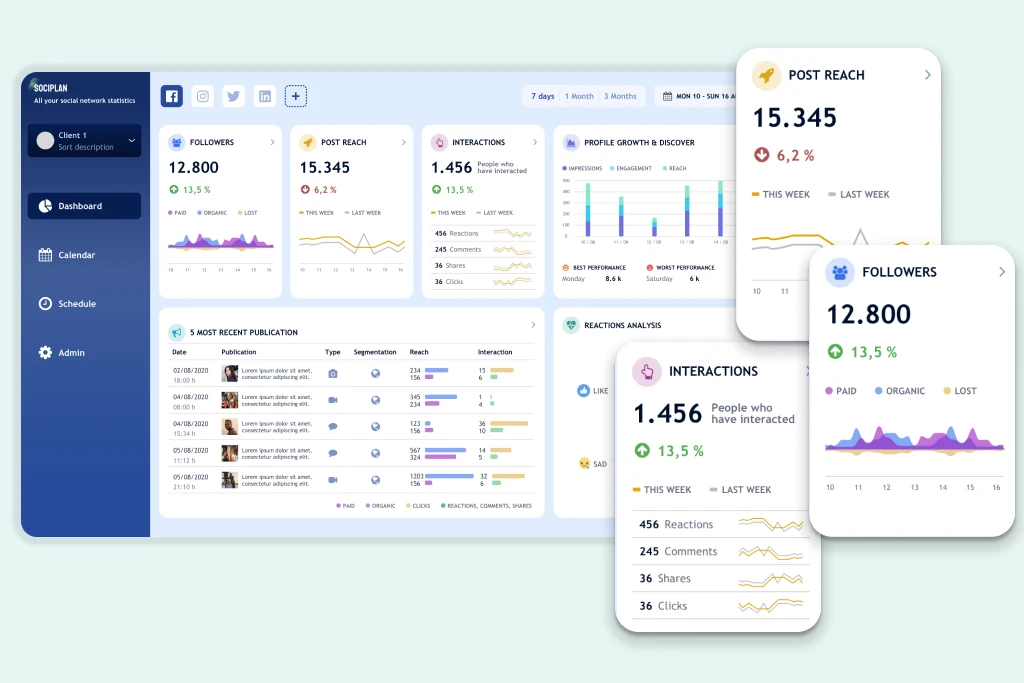 SOCIPLAN
All your social network statistics
Client 1
Sort description
Dashboard
Calendar
Schedule
Admin
7 days 1 Month 3 Months
MON 10 - SUN 16 A
FOLLOWERS
12.800
13,5 %
PAID ORGANIC LOST
10 11 12 13 14 15 16
POST REACH
15.345
6,2 %
THIS WEEK LAST WEEK
10 11 12 13 14 15 16
INTERACTIONS
1.456 People who
have interacted
13,5 %
THIS WEEK LAST WEEK
456 Reactions
245 Comments
36 Shares
36 Clicks
PROFILE GROWTH & DISCOVER
IMPRESSIONS ENGAGEMENT REACH
500
400
300
200
100
0
10 / 08 11 / 08 13 / 08 13 / 08 14 / 08
BEST PERFORMANCE WORST PERFORMANCE
Monday 8.6 k Saturday 6 k
5 MOST RECENT PUBLICATION
Date Publication Type Segmentation Reach Interaction
02/08/2020 Lorem ipsum dolor sit amet, 234 15
18:00 h consectetur adipiscing elit. 156 6
04/08/2020 Lorem ipsum dolor sit amet, 345 1
08:00 h consectetur adipiscing elit. 234 4
04/08/2020 Lorem ipsum dolor sit amet, 123 36
15:34 h consectetur adipiscing elit. 156 10
05/08/2020 Lorem ipsum dolor sit amet, 567 14
11:12 h consectetur adipiscing elit. 324 5
05/08/2020 Lorem ipsum dolor sit amet, 1203 32
21:10 h consectetur adipiscing elit. 156 6
PAID ORGANIC CLICKS REACTIONS, COMMENTS, SHARES
REACTIONS ANALYSIS
LIKE
SAD
POST REACH
15.345
6,2 %
THIS WEEK LAST WEEK
10 11
INTERACTIONS
1.456 People who
have interacted
13,5 %
THIS WEEK LAST WEEK
456 Reactions
245 Comments
36 Shares
36 Clicks
FOLLOWERS
12.800
13,5 %
PAID ORGANIC LOST
10 11 12 13 14 15 16